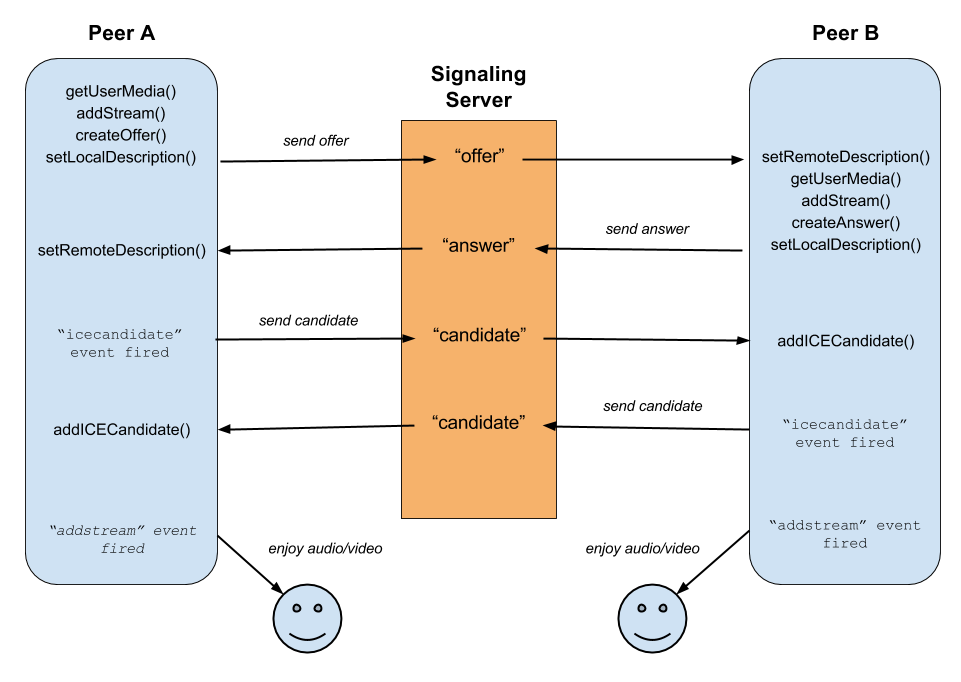 Peer A
Peer B
Signaling
Server
getUserMedia()
addStream()
createOffer()
setLocalDescription()
send offer
“offer”
setRemoteDescription()
getUserMedia()
addStream()
createAnswer()
setLocalDescription()
send answer
“answer”
setRemoteDescription()
“icecandidate”
event fired
send candidate
“candidate”
addICECandidate()
send candidate
“candidate”
addICECandidate()
“icecandidate”
event fired
“addstream” event
fired
enjoy audio/video
enjoy audio/video
“addstream” event
fired